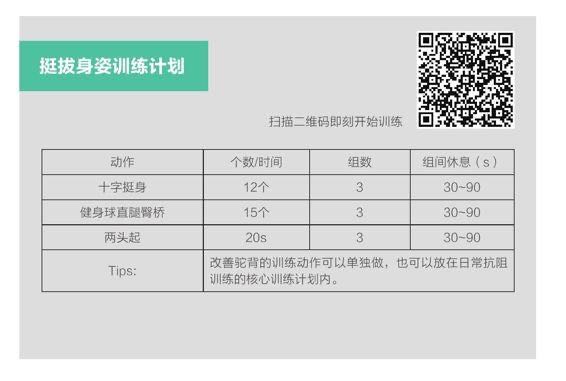 挺拔身姿训练计划
扫描二维码即刻开始训练
动作 个数/时间 组数 组间休息（s）
十字挺身 12个 3 30~90
健身球直腿臀桥 15个 3 30~90
两头起 20s 3 30~90
Tips: 改善驼背的训练动作可以单独做，也可以放在日常抗阻
训练的核心训练计划内。